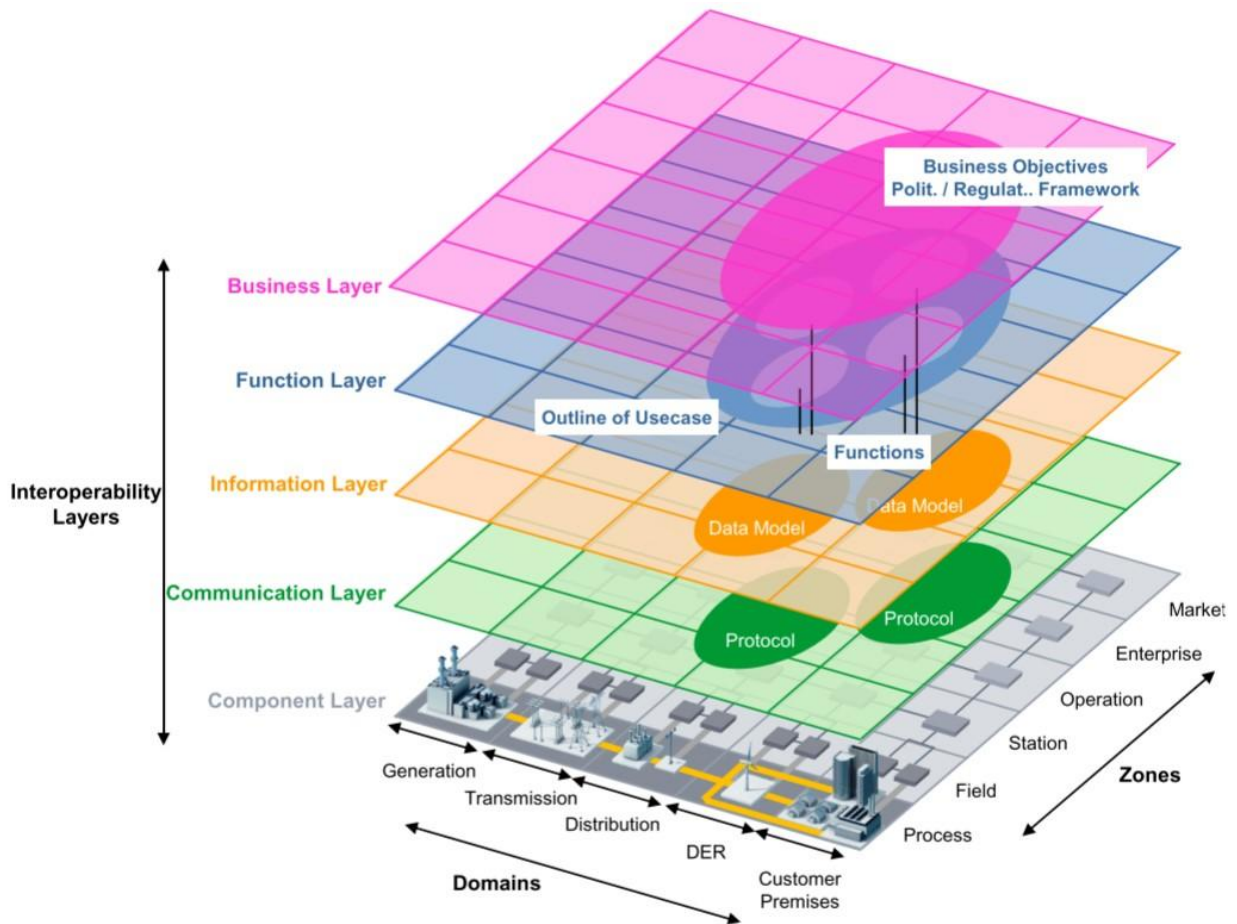 Business Objectives
Polit. / Regulat.. Framework
Business Layer
Function Layer
Outline of Usecase
Functions
Information Layer
Interoperability
Layers
Data Model
Data Model
Communication Layer
Protocol
Protocol
Component Layer
Market
Enterprise
Operation
Station
Field
Process
Zones
Generation
Transmission
Distribution
DER
Customer
Premises
Domains